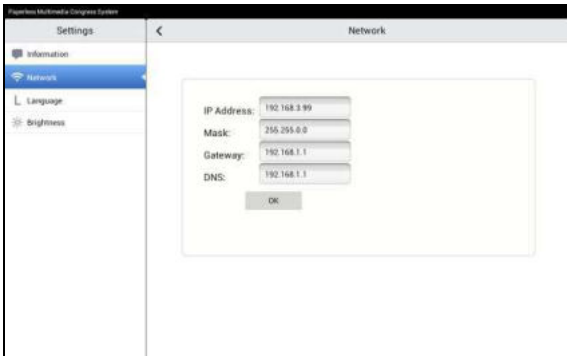 Paperless Multimedia Congress System
Settings
Network
Information
Network
Language
Brightness
IP Address: 192.168.3.99
Mask: 255.255.0.0
Gateway: 192.168.1.1
DNS: 192.168.1.1
OK